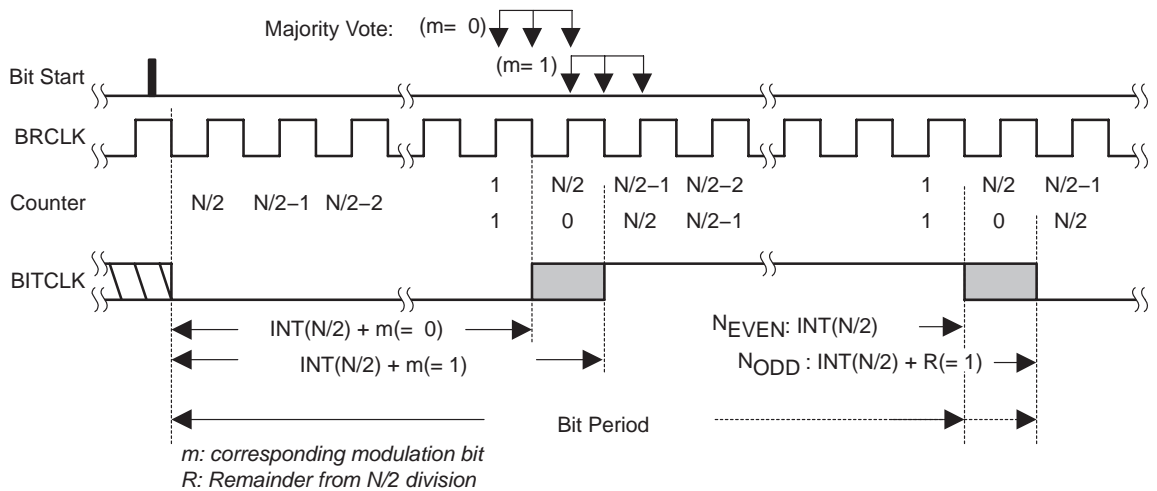 Majority Vote: (m= 0)
(m= 1)
Bit Start
BRCLK
1 N/2 N/2–1 N/2–2 1 N/2 N/2–1
Counter N/2 N/2–1 N/2–2
1 0 N/2 N/2–1 1 0 N/2
BITCLK
INT(N/2) + m(= 0) NEVEN: INT(N/2)
INT(N/2) + m(= 1) NODD : INT(N/2) + R(= 1)
Bit Period
m: corresponding modulation bit
R: Remainder from N/2 division